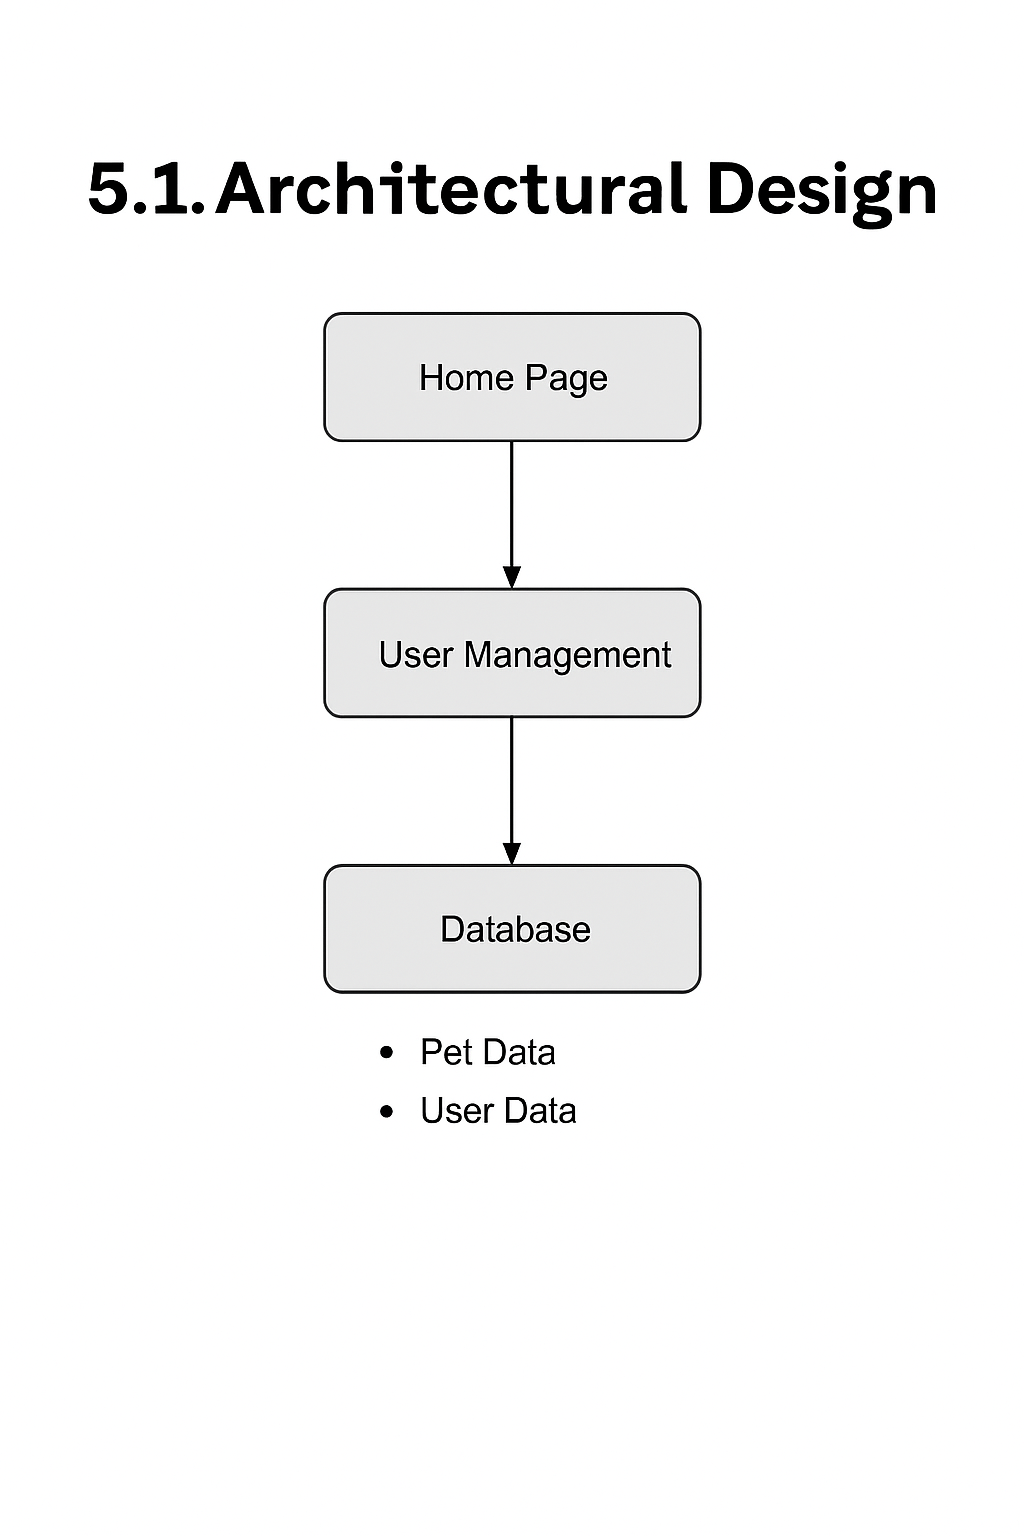 5.1. Architectural Design
Home Page
User Management
Database
• Pet Data
• User Data